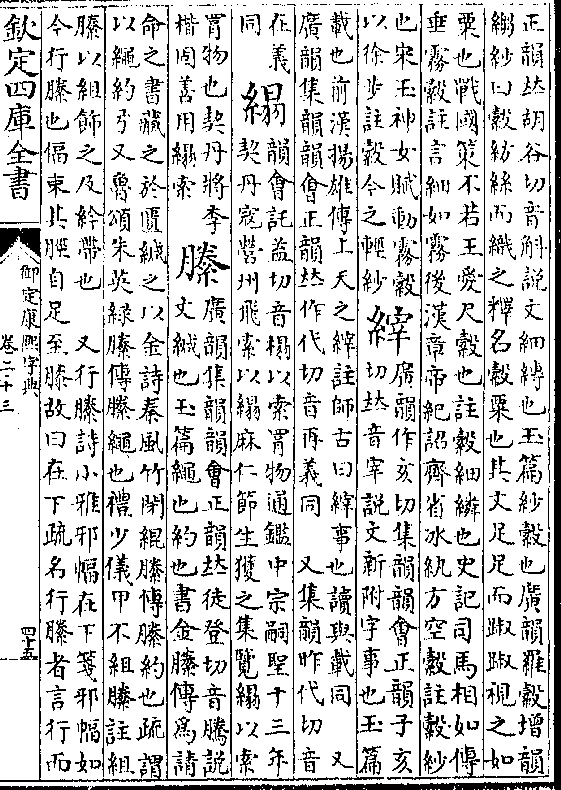 正韻𠀤胡谷切音斛說文細縛也玉篇紗縠也廣韻羅縠增韻
縐紗曰縠紡絲而織之釋名縠粟也其丈足足而踧踧視之如
粟也戰國策不若王愛尺縠也註縠細繒也史記司馬相如傳
垂霧縠註言細如霧後漢章帝紀詔齊省冰紈方空縠註縠紗
也宋玉神女賦動霧縠
以徐步註縠今之輕紗
縡
廣韻作亥切集韻韻會正韻子亥
切𠀤音宰說文新附字事也玉篇
載也前漢揚雄傳上天之縡註師古曰縡事也讀與載同 又
廣韻集韻韻會正韻𠀤作代切音再義同 又集韻昨代切音
在義
同
縎
韻會託益切音榻以索罥物通鑑中宗嗣聖十三年
契丹寇營州飛索以縎麻仁節生獲之集覽縎以索
罥物也契丹將李
楷固善用縎索
縢
廣韻集韻韻會正韻𠀤徒登切音騰說
文緘也玉篇繩也約也書金縢傳爲請
命之書藏之於匱緘之以金詩秦風竹閉緄縢傳縢約也疏謂
以繩約弓又魯頌朱英綠縢傳縢繩也禮少儀甲不組縢註組
縢以組飾之及紟帶也 又行縢詩小雅邪幅在下箋邪幅如
今行縢也偪束其脛自足至膝故曰在下疏名行縢者言行而
欽定四庫全書
御定康熙字典
卷二十三
四十五